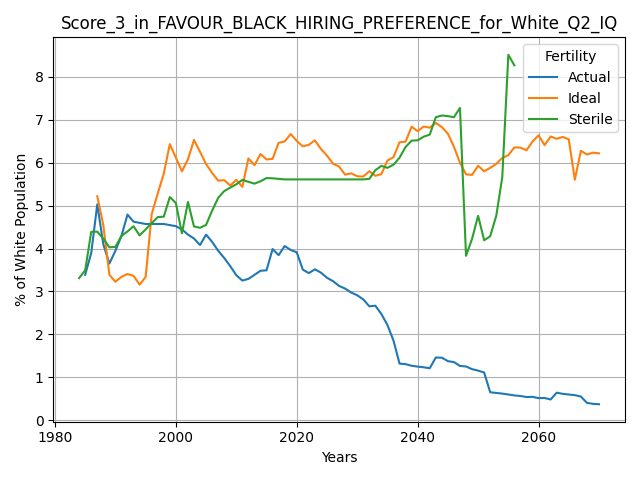 Score_3_in_FAVOUR_BLACK_HIRING_PREFERENCE_for_White_Q2_IQ
% of White Population
8
7
6
5
4
3
2
1
0
1980 2000 2020 2040 2060
Years
Fertility
Actual
Ideal
Sterile